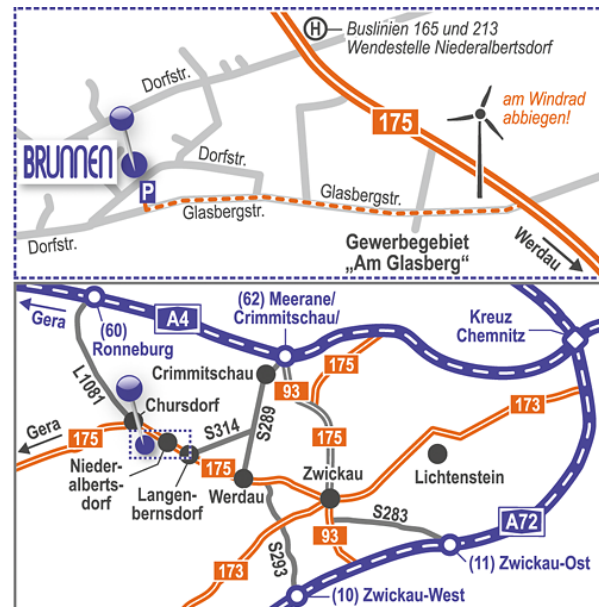 H
Buslinien 165 und 213
Wendestelle Niederalbertsdorf
Dorfstr.
175
am Windrad
abbiegen!
BRUNNEN
Dorfstr.
P
Glasbergstr.
Glasbergstr.
Dorfstr.
Gewerbegebiet
„Am Glasberg“
Werdau
Gera
A4
(62) Meerane/
Crimmitschau/
Kreuz
Chemnitz
(60)
Ronneburg
L1081
Crimmitschau
93
175
173
Chursdorf
S314
S289
175
Gera
175
Nieder-
alberts-
dorf
175
Langen-
bernsdorf
Werdau
Zwickau
Lichtenstein
93
S283
A72
S293
173
(11) Zwickau-Ost
(10) Zwickau-West